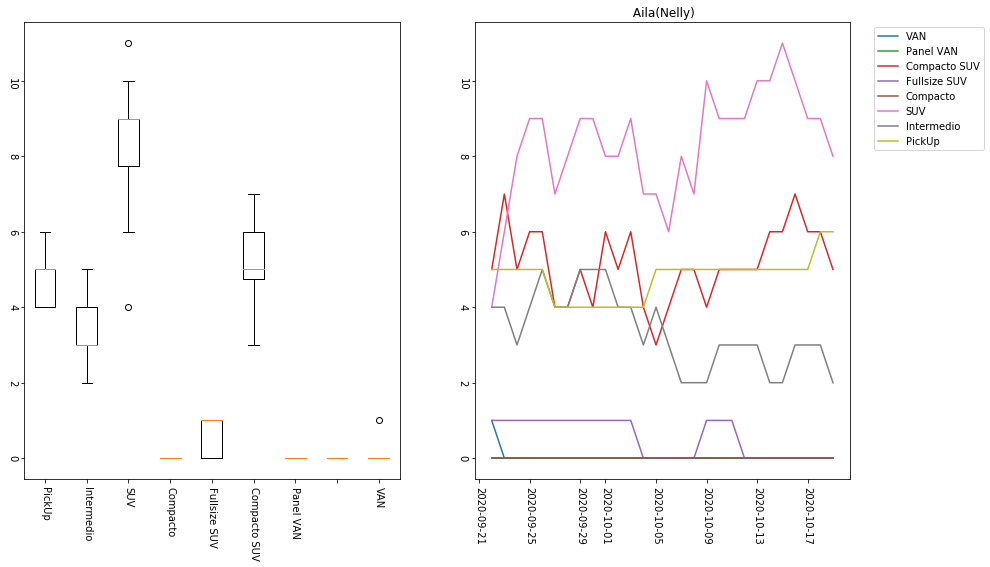 10
8
6
4
2
0
PickUp
Intermedio
SUV
Compacto
Fullsize SUV
Compacto SUV
Panel VAN
VAN
Aila(Nelly)
10
8
6
4
2
0
2020-09-21
2020-09-25
2020-09-29
2020-10-01
2020-10-05
2020-10-09
2020-10-13
2020-10-17
VAN
Panel VAN
Compacto SUV
Fullsize SUV
Compacto
SUV
Intermedio
PickUp